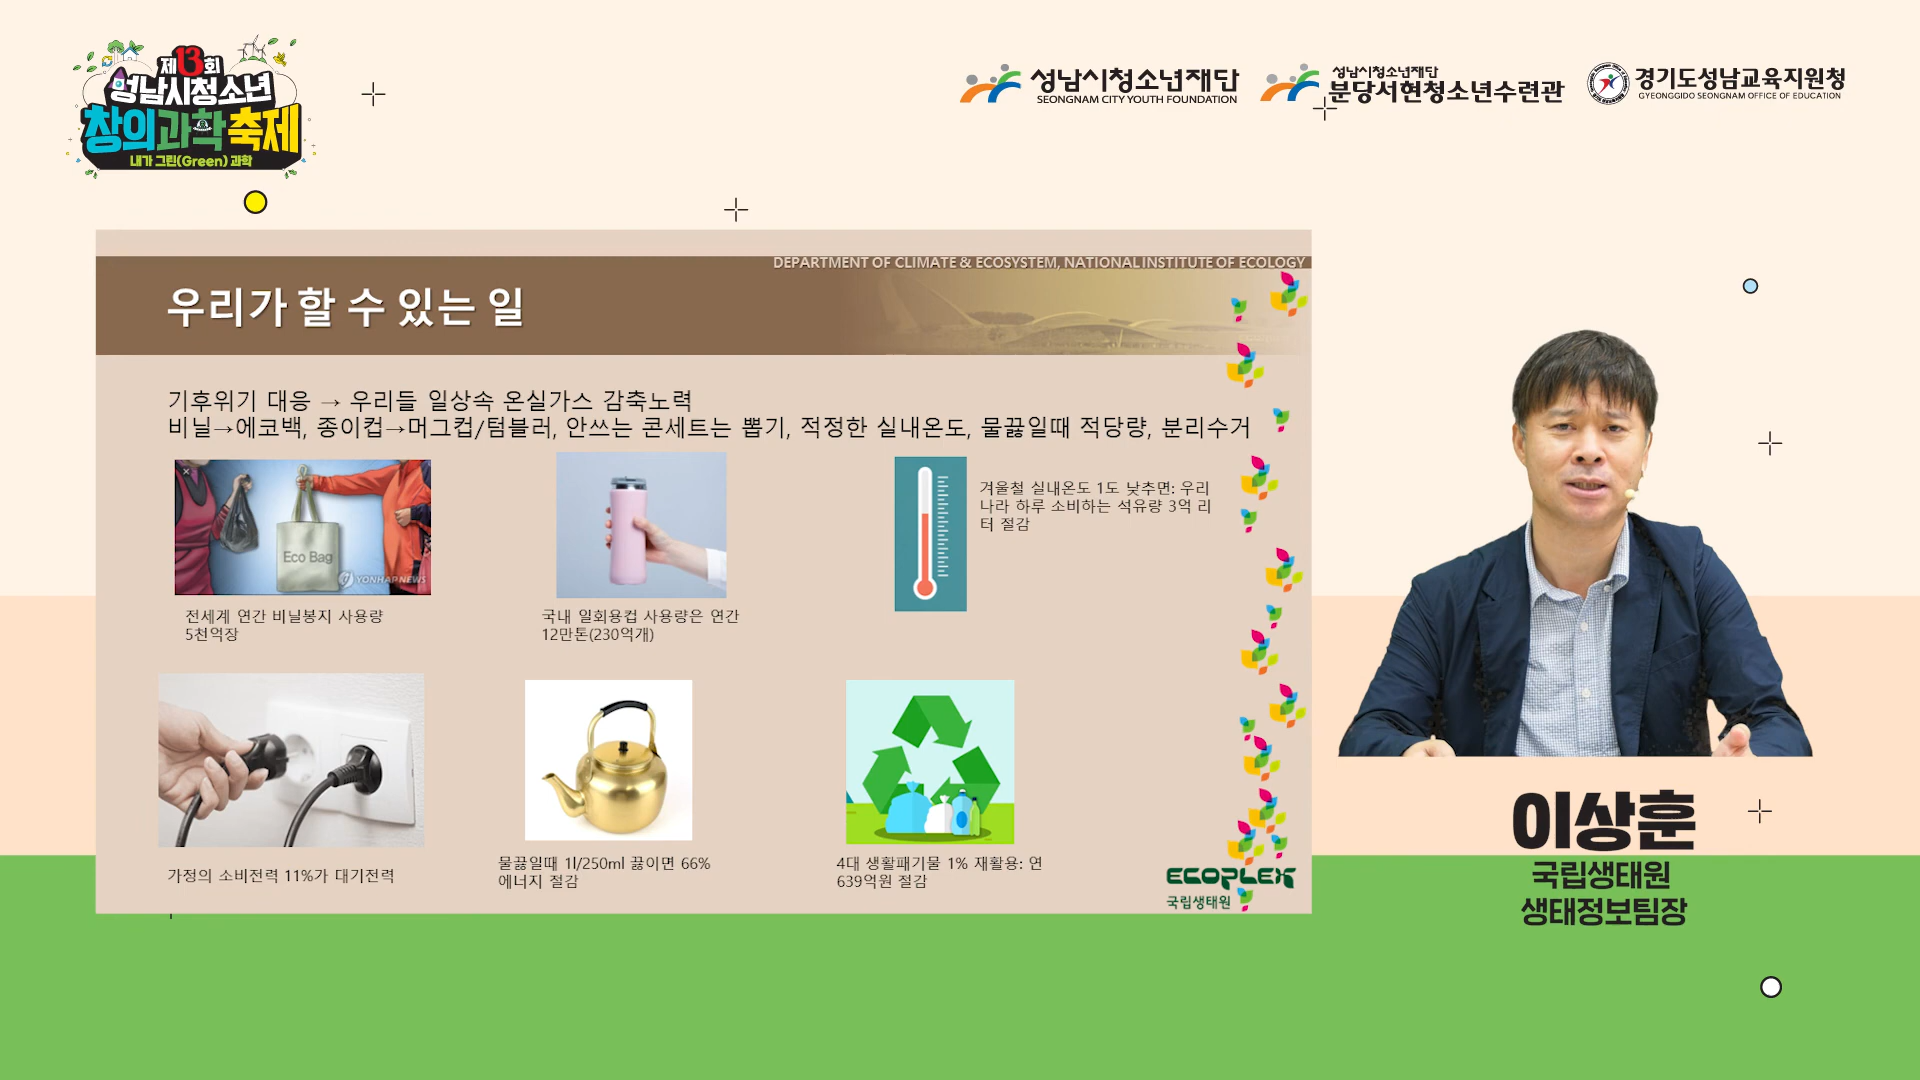 제13회
성남시청소년
창의과학축제
내가 그린(Green) 과학
성남시청소년재단
SEONGNAM CITY YOUTH FOUNDATION
성남시청소년재단
분당서현청소년수련관
경기도성남교육지원청
GYEONGGIDO SEONGNAM OFFICE OF EDUCATION
DEPARTMENT OF CLIMATE & ECOSYSTEM, NATIONAL INSTITUTE OF ECOLOGY
우리가 할 수 있는 일
기후위기 대응 → 우리들 일상속 온실가스 감축노력
비닐→에코백, 종이컵→머그컵/텀블러, 안쓰는 콘세트는 뽑기, 적정한 실내온도, 물끓일때 적당량, 분리수거
Eco Bag
YONHAPNEWS
전세계 연간 비닐봉지 사용량
5천억장
국내 일회용컵 사용량은 연간
12만톤(230억개)
겨울철 실내온도 1도 낮추면: 우리
나라 하루 소비하는 석유량 3억 리
터 절감
가정의 소비전력 11%가 대기전력
물끓일때 1l/250ml 끓이면 66%
에너지 절감
4대 생활폐기물 1% 재활용: 연
639억원 절감
ECOPLEX
국립생태원
이상훈
국립생태원
생태정보팀장